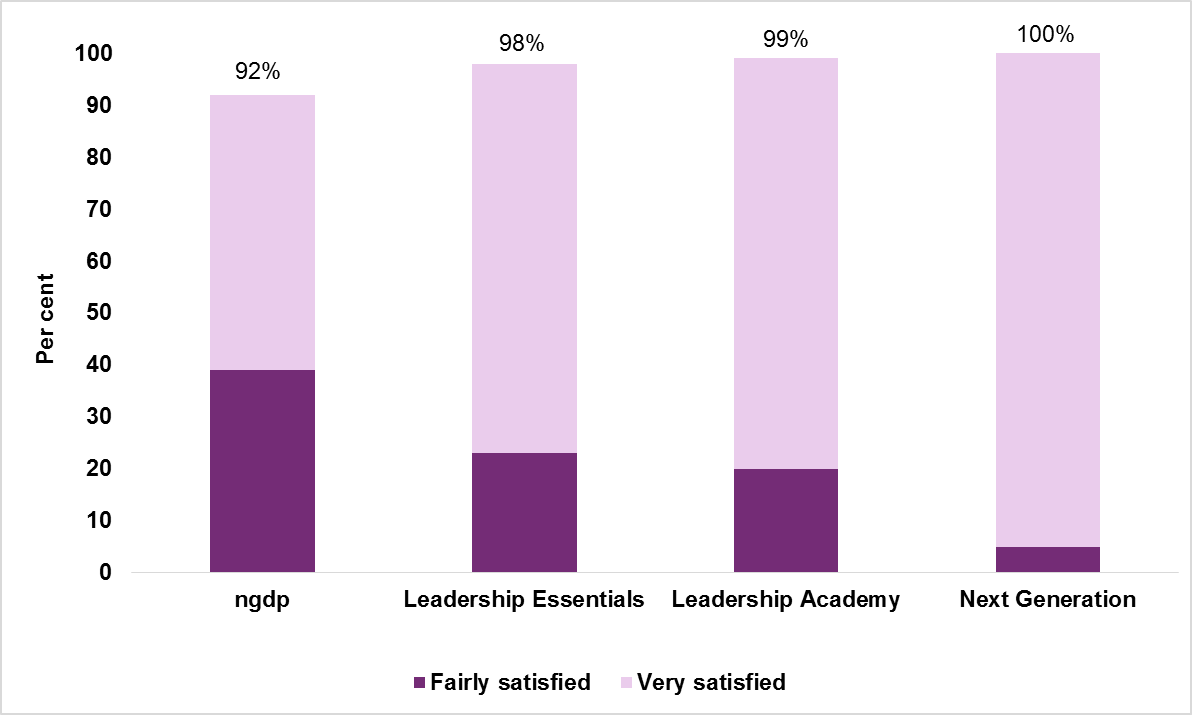 100%
99%
98%
92%
100
90
80
70
60
50
40
30
20
10
0
Per cent
ngdp
Leadership Essentials
Leadership Academy
Next Generation
Fairly satisfied
Very satisfied